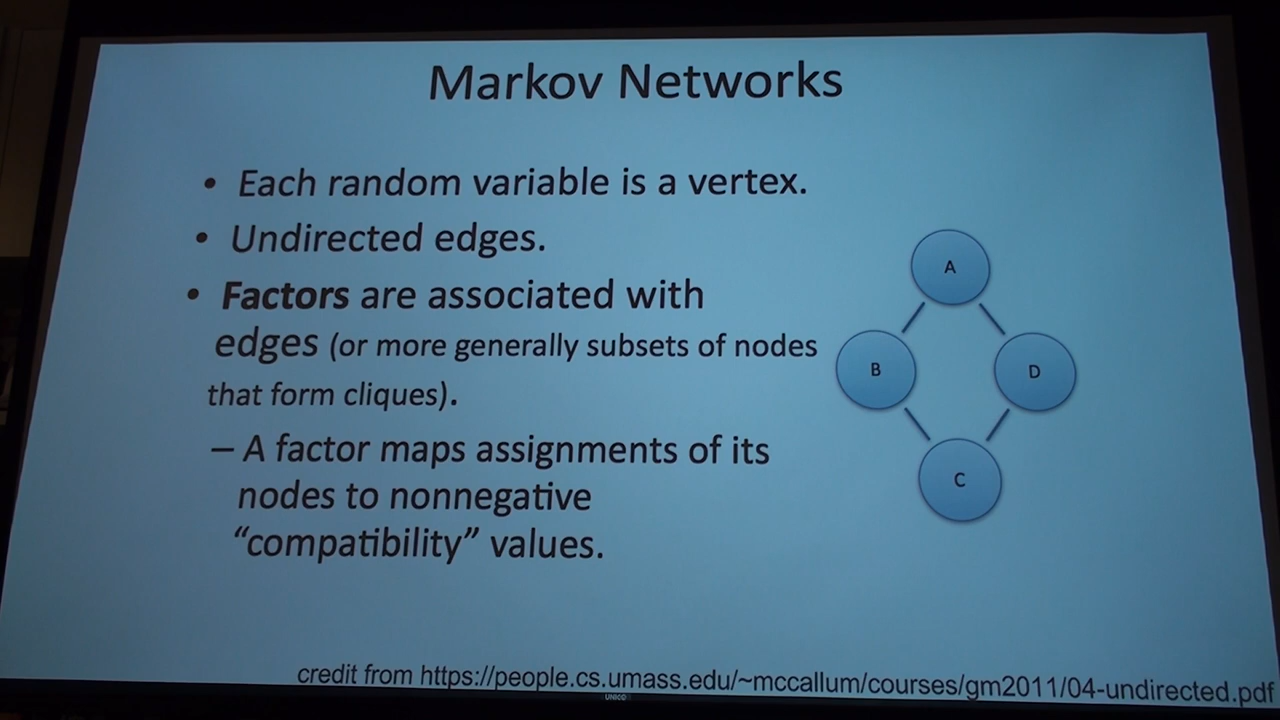 Markov Networks
• Each random variable is a vertex.
• Undirected edges.
• Factors are associated with
edges (or more generally subsets of nodes
that form cliques).
– A factor maps assignments of its
nodes to nonnegative
“compatibility” values.
A
B
D
C
credit from https://people.cs.umass.edu/~mccallum/courses/gm2011/04-undirected.pdf
UNICO